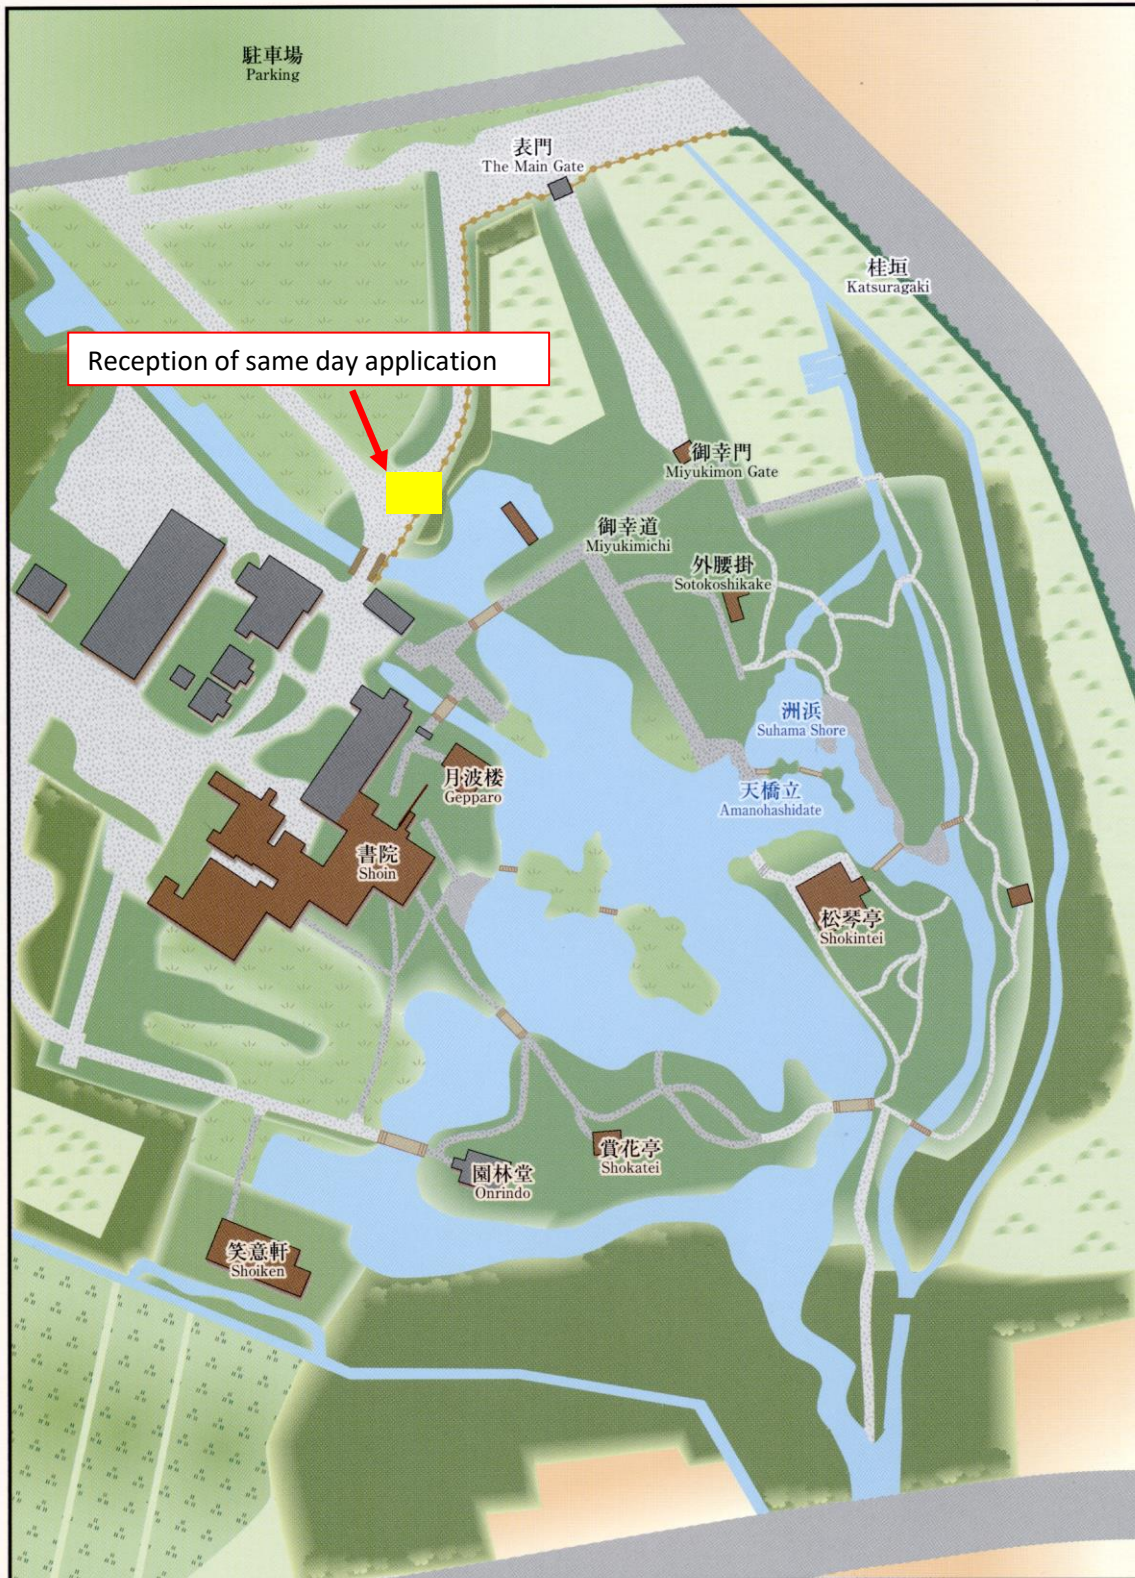 駐車場
Parking
表門
The Main Gate
桂垣
Katsuragaki
Reception of same day application
御幸門
Miyukimon Gate
御幸道
Miyukimichi
外腰掛
Sotokoshikake
洲浜
Suhama Shore
天橋立
Amanohashidate
月波楼
Gepparo
書院
Shoin
松琴亭
Shokintei
賞花亭
Shokatei
園林堂
Onrindo
笑意軒
Shoiken